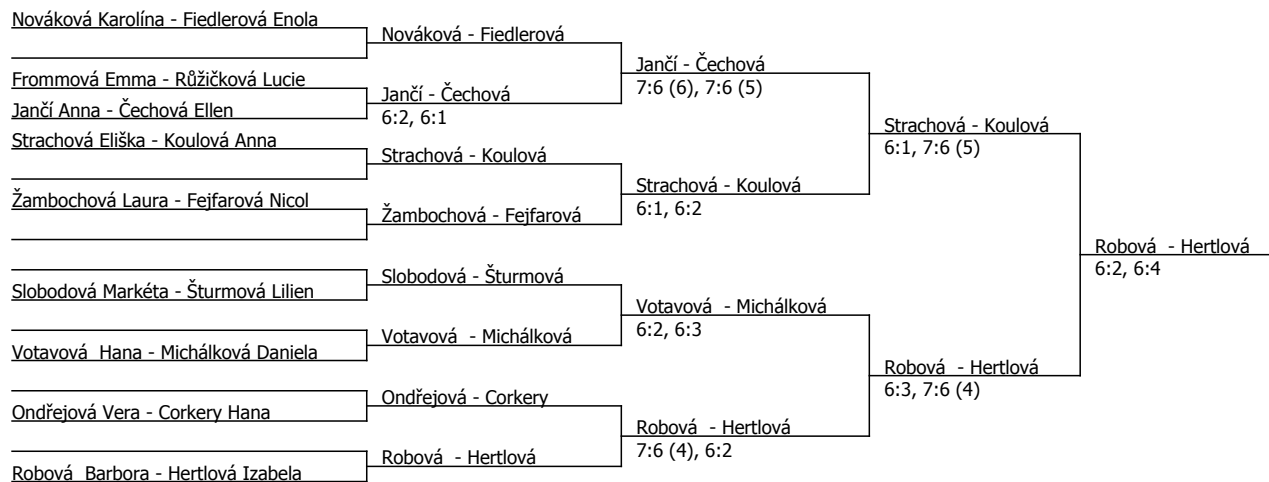 Nováková Karolína - Fiedlerová Enola
Frommová Emma - Růžičková Lucie
Jančí Anna - Čechová Ellen
Strachová Eliška - Koulová Anna
Žambochová Laura - Fejfarová Nicol
Slobodová Markéta - Šturmová Lilien
Votavová  Hana - Michálková Daniela
Ondřejová Vera - Corkery Hana
Robová  Barbora - Hertlová Izabela
Nováková - Fiedlerová
Jančí - Čechová
6:2, 6:1
Strachová - Koulová
Žambochová - Fejfarová
Slobodová - Šturmová
Votavová  - Michálková
Ondřejová - Corkery
Robová  - Hertlová
Jančí - Čechová
7:6 (6), 7:6 (5)
Strachová - Koulová
6:1, 6:2
Votavová  - Michálková
6:2, 6:3
Robová  - Hertlová
7:6 (4), 6:2
Strachová - Koulová
6:1, 7:6 (5)
Robová  - Hertlová
6:3, 7:6 (4)
Robová  - Hertlová
6:2, 6:4